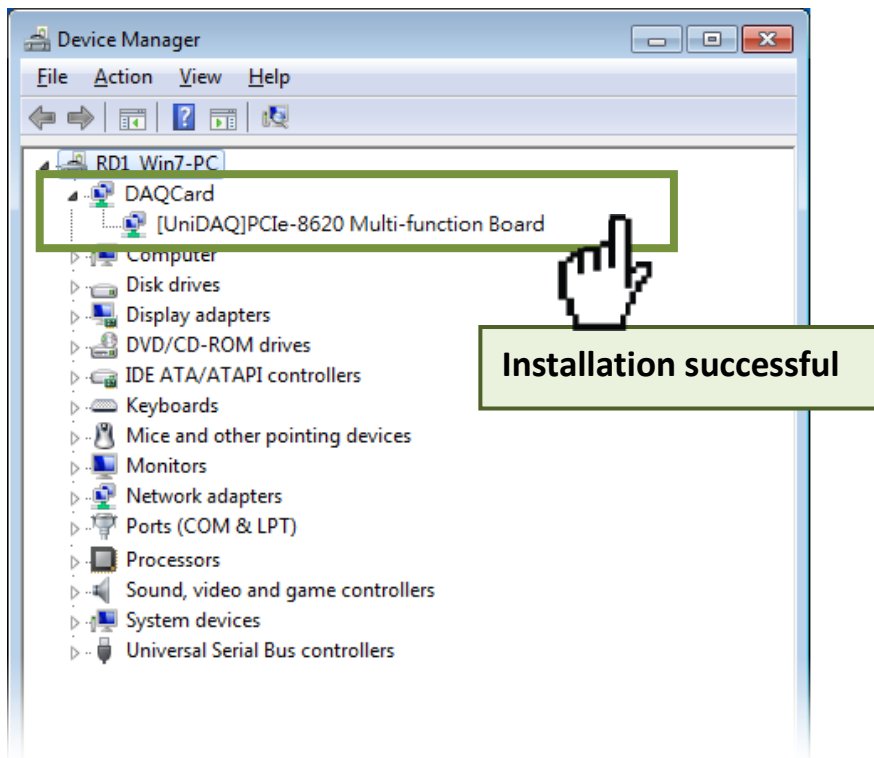 Device Manager
File Action View Help
RD1_Win7-PC
DAQCard
[UniDAQ]PCIe-8620 Multi-function Board
Computer
Disk drives
Display adapters
DVD/CD-ROM drives
IDE ATA/ATAPI controllers
Installation successful
Keyboards
Mice and other pointing devices
Monitors
Network adapters
Ports (COM & LPT)
Processors
Sound, video and game controllers
System devices
Universal Serial Bus controllers